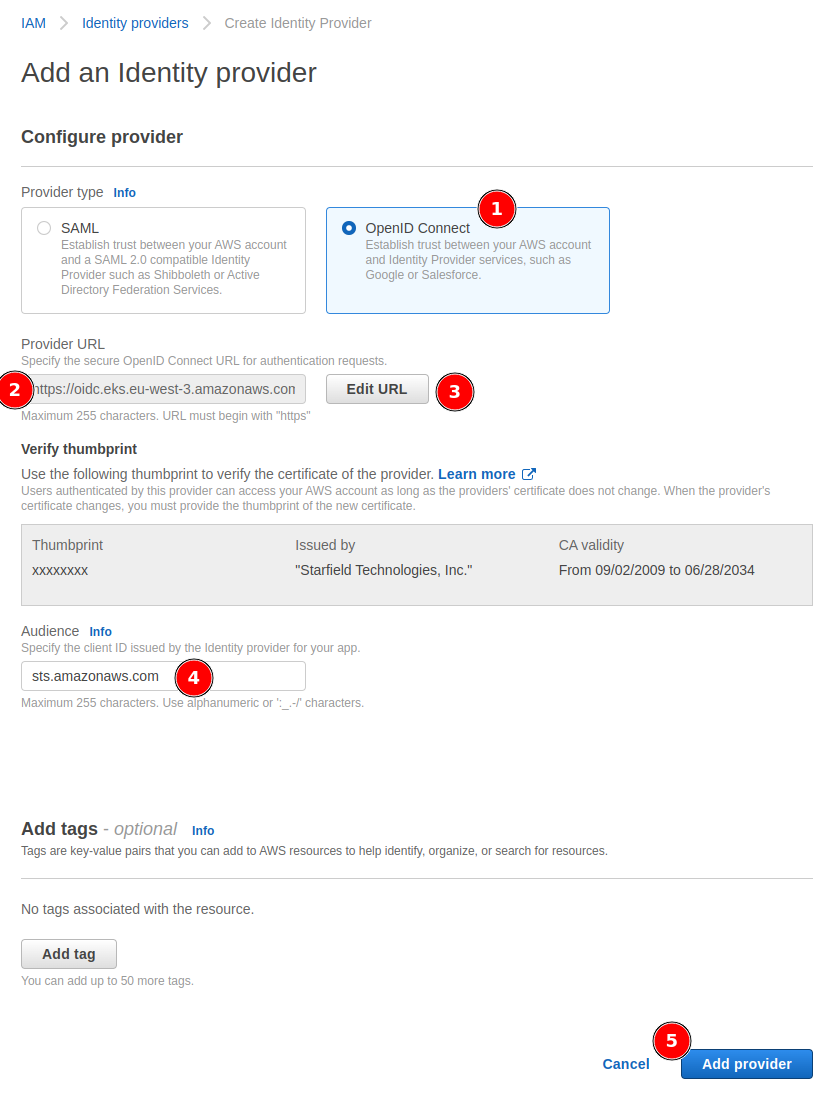 IAM > Identity providers > Create Identity Provider
Add an Identity provider
Configure provider
Provider type Info
1
SAML
Establish trust between your AWS account
and a SAML 2.0 compatible Identity
Provider such as Shibboleth or Active
Directory Federation Services.
OpenID Connect
Establish trust between your AWS account
and Identity Provider services, such as
Google or Salesforce.
Provider URL
Specify the secure OpenID Connect URL for authentication requests.
2 https://oidc.eks.eu-west-3.amazonaws.com Edit URL 3
Maximum 255 characters. URL must begin with "https"
Verify thumbprint
Use the following thumbprint to verify the certificate of the provider. Learn more
Users authenticated by this provider can access your AWS account as long as the providers' certificate does not change. When the provider's
certificate changes, you must provide the thumbprint of the new certificate.
Thumbprint Issued by CA validity
xxxxxxxx "Starfield Technologies, Inc." From 09/02/2009 to 06/28/2034
Audience Info
Specify the client ID issued by the Identity provider for your app.
sts.amazonaws.com 4
Maximum 255 characters. Use alphanumeric or ':_.-/' characters.
Add tags - optional Info
Tags are key-value pairs that you can add to AWS resources to help identify, organize, or search for resources.
No tags associated with the resource.
Add tag
You can add up to 50 more tags.
5
Cancel Add provider